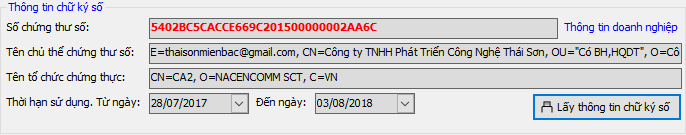 Thông tin chữ ký số
Số chứng thư số: 5402BC5CACCE669C201500000002AA6C Thông tin doanh nghiệp
Tên chủ thể chứng thư số: E=thaisonmienbac@gmail.com, CN=Công ty TNHH Phát Triển Công Nghệ Thái Sơn, OU="Có BH,HQDT", O=Cô
Tên tổ chức chứng thực: CN=CA2, O=NACENCOMM SCT, C=VN
Thời hạn sử dụng. Từ ngày: 28/07/2017 Đến ngày: 03/08/2018 Lấy thông tin chữ ký số